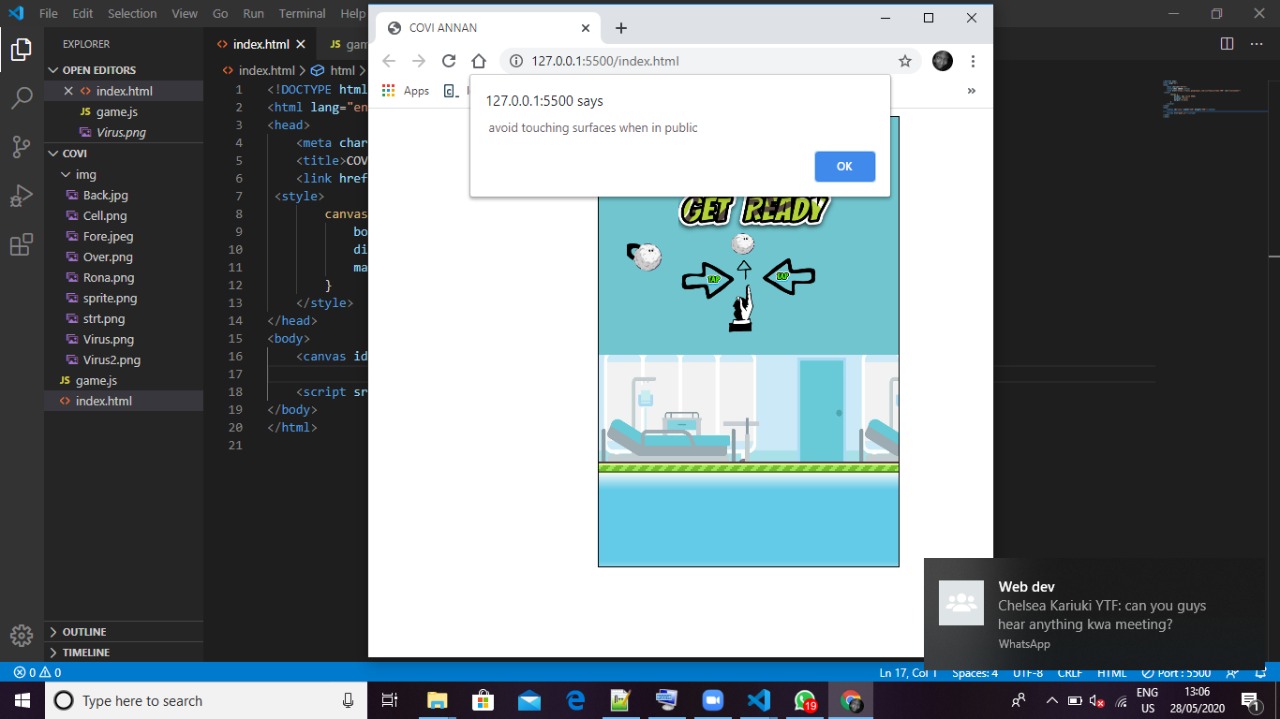 File Edit Selection View Go Run Terminal Help
EXPLORER
OPEN EDITORS
index.html
game.js
Virus.png
COVI
img
Back.jpg
Cell.png
Fore.jpeg
Over.png
Rona.png
sprite.png
strt.png
Virus.png
Virus2.png
game.js
index.html
OUTLINE
TIMELINE
index.html
JS gam
index.html > html >
1 <!DOCTYPE html
2 <html lang="en
3 <head>
4 <meta char
5 <title>COV
6 <link href
7 <style>
8 canvas
9 bo
10 di
11 ma
12 }
13 </style>
14 </head>
15 <body>
16 <canvas id
17
18 <script sr
19 </body>
20 </html>
21
COVI ANNAN
127.0.0.1:5500/index.html
Apps
»
127.0.0.1:5500 says
avoid touching surfaces when in public
OK
GET READY
TAP
TAP
Web dev
Chelsea Kariuki YTF: can you guys
hear anything kwa meeting?
WhatsApp
0 0
Ln 17, Col 1 Spaces: 4 UTF-8 CRLF HTML Port : 5500
Type here to search
19
ENG
US
13:06
28/05/2020
1